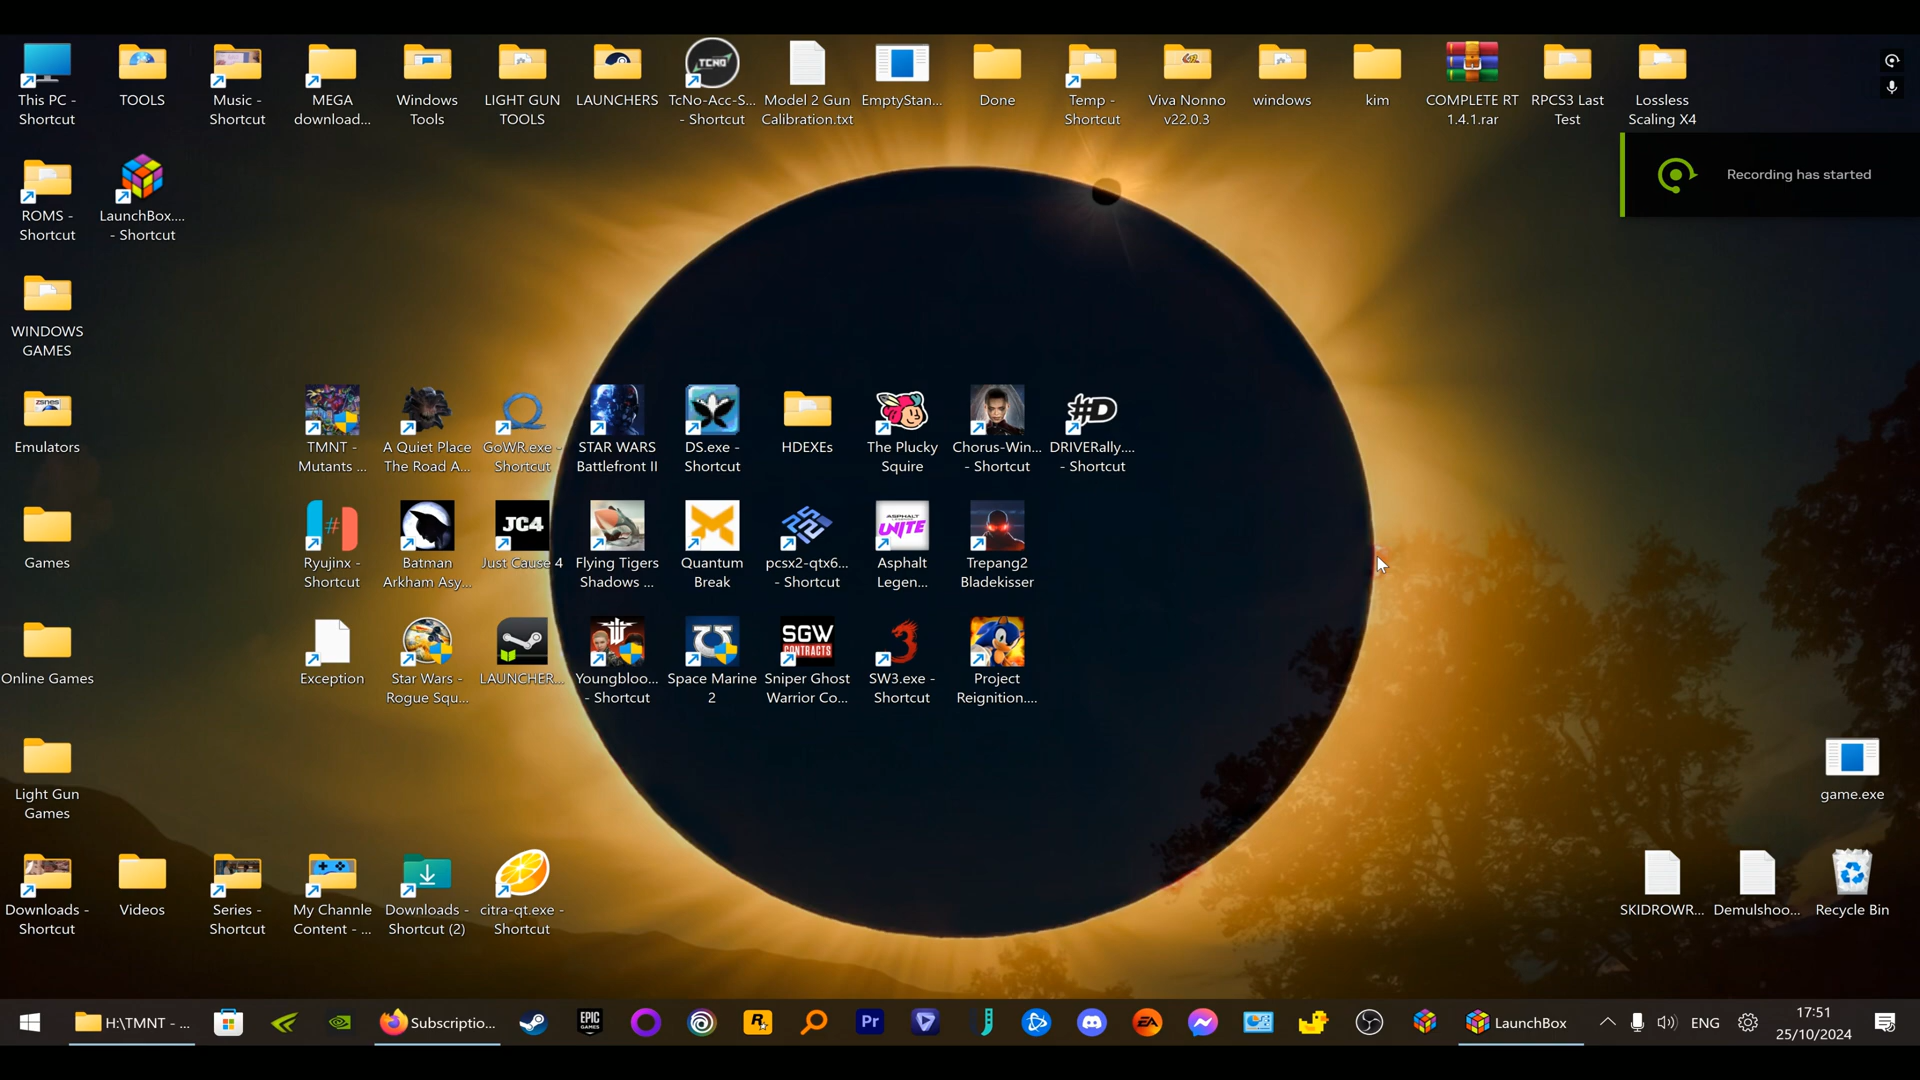 This PC -
Shortcut
TOOLS
Music -
Shortcut
MEGA
download...
Windows
Tools
LIGHT GUN
TOOLS
LAUNCHERS
TCNO
TcNo-Acc-S...
- Shortcut
Model 2 Gun
Calibration.txt
EmptyStan...
Done
Temp -
Shortcut
Viva Nonno
v22.0.3
windows
kim
COMPLETE RT
1.4.1.rar
RPCS3 Last
Test
Lossless
Scaling X4
Recording has started
ROMS -
Shortcut
LaunchBox....
- Shortcut
WINDOWS
GAMES
zsnes
Emulators
TMNT -
Mutants ...
A Quiet Place
The Road A...
GoWR.exe -
Shortcut
STAR WARS
Battlefront II
DS.exe -
Shortcut
HDEXEs
The Plucky
Squire
Chorus-Win...
- Shortcut
#D
DRIVERally....
- Shortcut
Games
#
Ryujinx -
Shortcut
Batman
Arkham Asy...
JC4
Just Cause 4
Flying Tigers
Shadows ...
Quantum
Break
pcsx2-qtx6...
- Shortcut
ASPHALT
UNITE
Asphalt
Legen...
Trepang2
Bladekisser
Online Games
Exception
Star Wars -
Rogue Squ...
LAUNCHER...
Youngbloo...
- Shortcut
Space Marine
2
SGW
CONTRACTS
Sniper Ghost
Warrior Co...
3
SW3.exe -
Shortcut
Project
Reignition....
Light Gun
Games
game.exe
Downloads -
Shortcut
Videos
Series -
Shortcut
My Channle
Content - ...
Downloads -
Shortcut (2)
citra-qt.exe -
Shortcut
SKIDROWR...
Demulshoo...
Recycle Bin
H:\TMNT - ...
Subscriptio...
EPIC
GAMES
R
Pr
EA
LaunchBox
ENG
17:51
25/10/2024